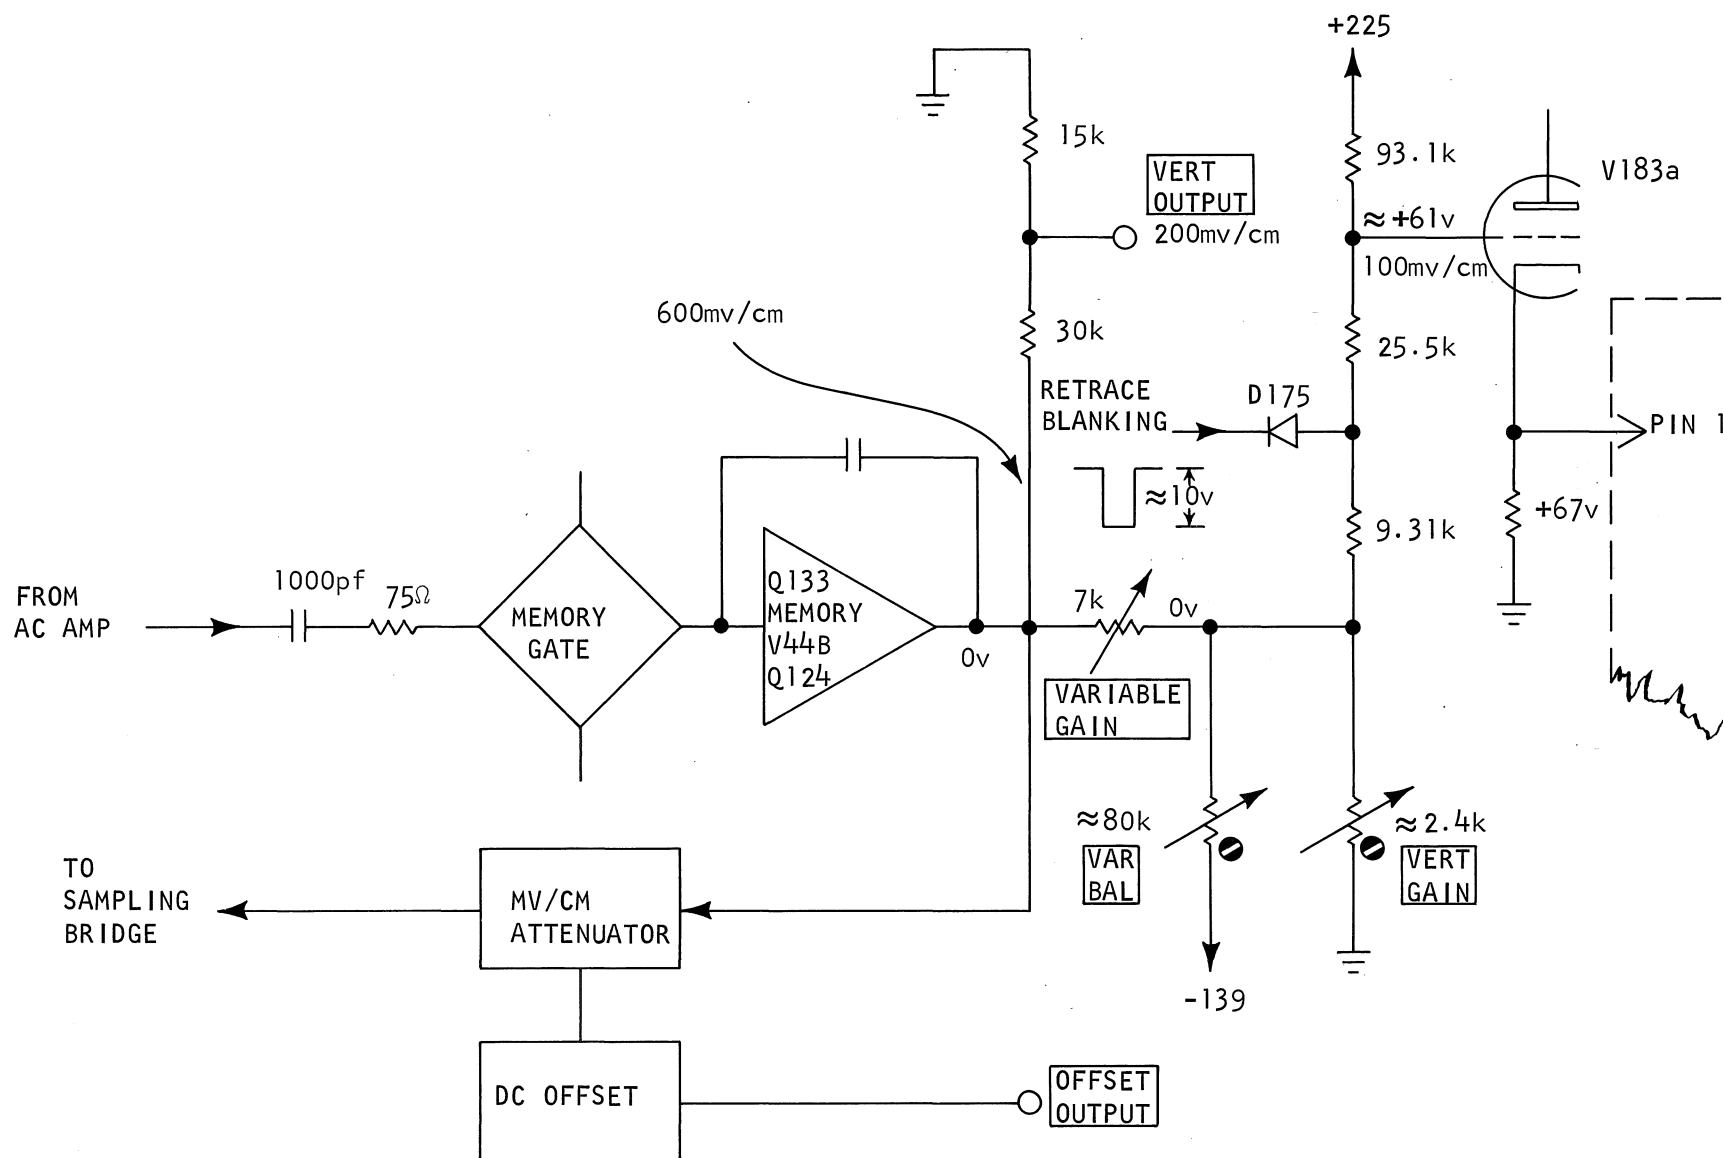 +225
15k
93.1k
V183a
VERT
OUTPUT
200mv/cm
≈+61v
100mv/cm
600mv/cm
30k
25.5k
RETRACE
BLANKING
D175
PIN 1
≈10v
+67v
9.31k
FROM
AC AMP
1000pf
75Ω
MEMORY
GATE
Q133
MEMORY
V44B
Q124
0v
7k
0v
VARIABLE
GAIN
≈80k
VAR
BAL
≈2.4k
VERT
GAIN
TO
SAMPLING
BRIDGE
MV/CM
ATTENUATOR
-139
DC OFFSET
OFFSET
OUTPUT